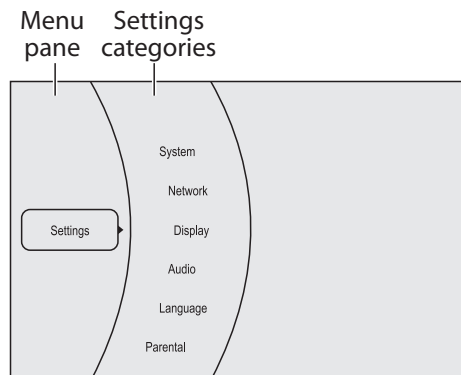 Menu pane
Settings categories
System
Network
Settings
Display
Audio
Language
Parental